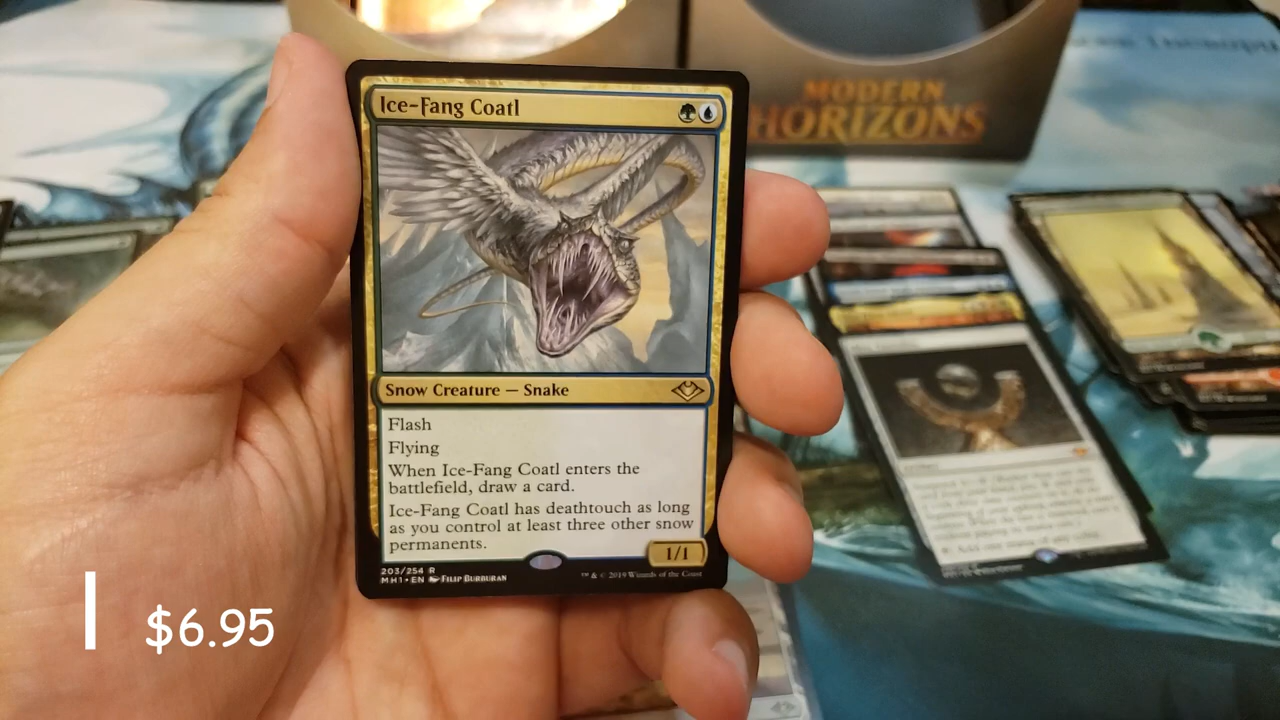 MODERN
HORIZONS
Ice-Fang Coatl
Snow Creature — Snake
Flash
Flying
When Ice-Fang Coatl enters the
battlefield, draw a card.
Ice-Fang Coatl has deathtouch as long
as you control at least three other snow
permanents.
1/1
203/254 R
MH1 • EN Filip Burburan
™ & © 2019 Wizards of the Coast
$6.95